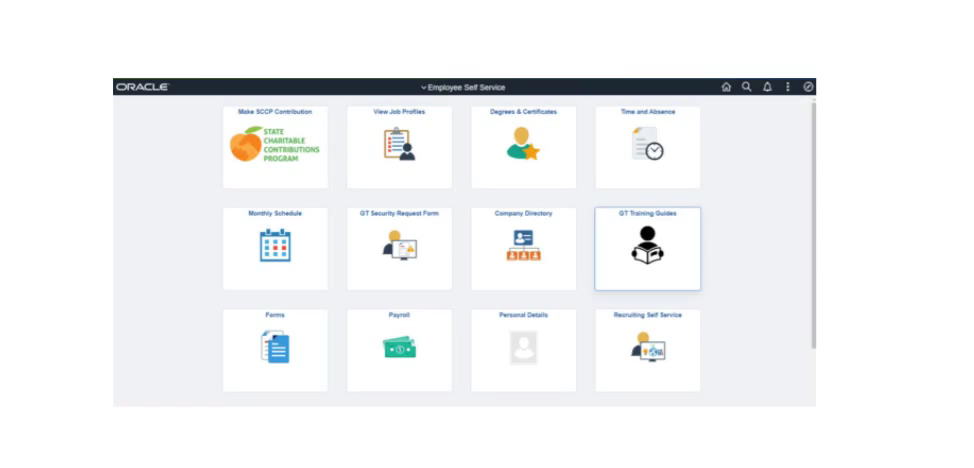 ORACLE
Employee Self Service
Make SCCP Contribution
View Job Profiles
Degrees & Certificates
Time and Absence
STATE
CHARITABLE
CONTRIBUTIONS
PROGRAM
Monthly Schedule
GT Security Request Form
Company Directory
GT Training Guides
Forms
Payroll
Personal Details
Recruiting Self Service